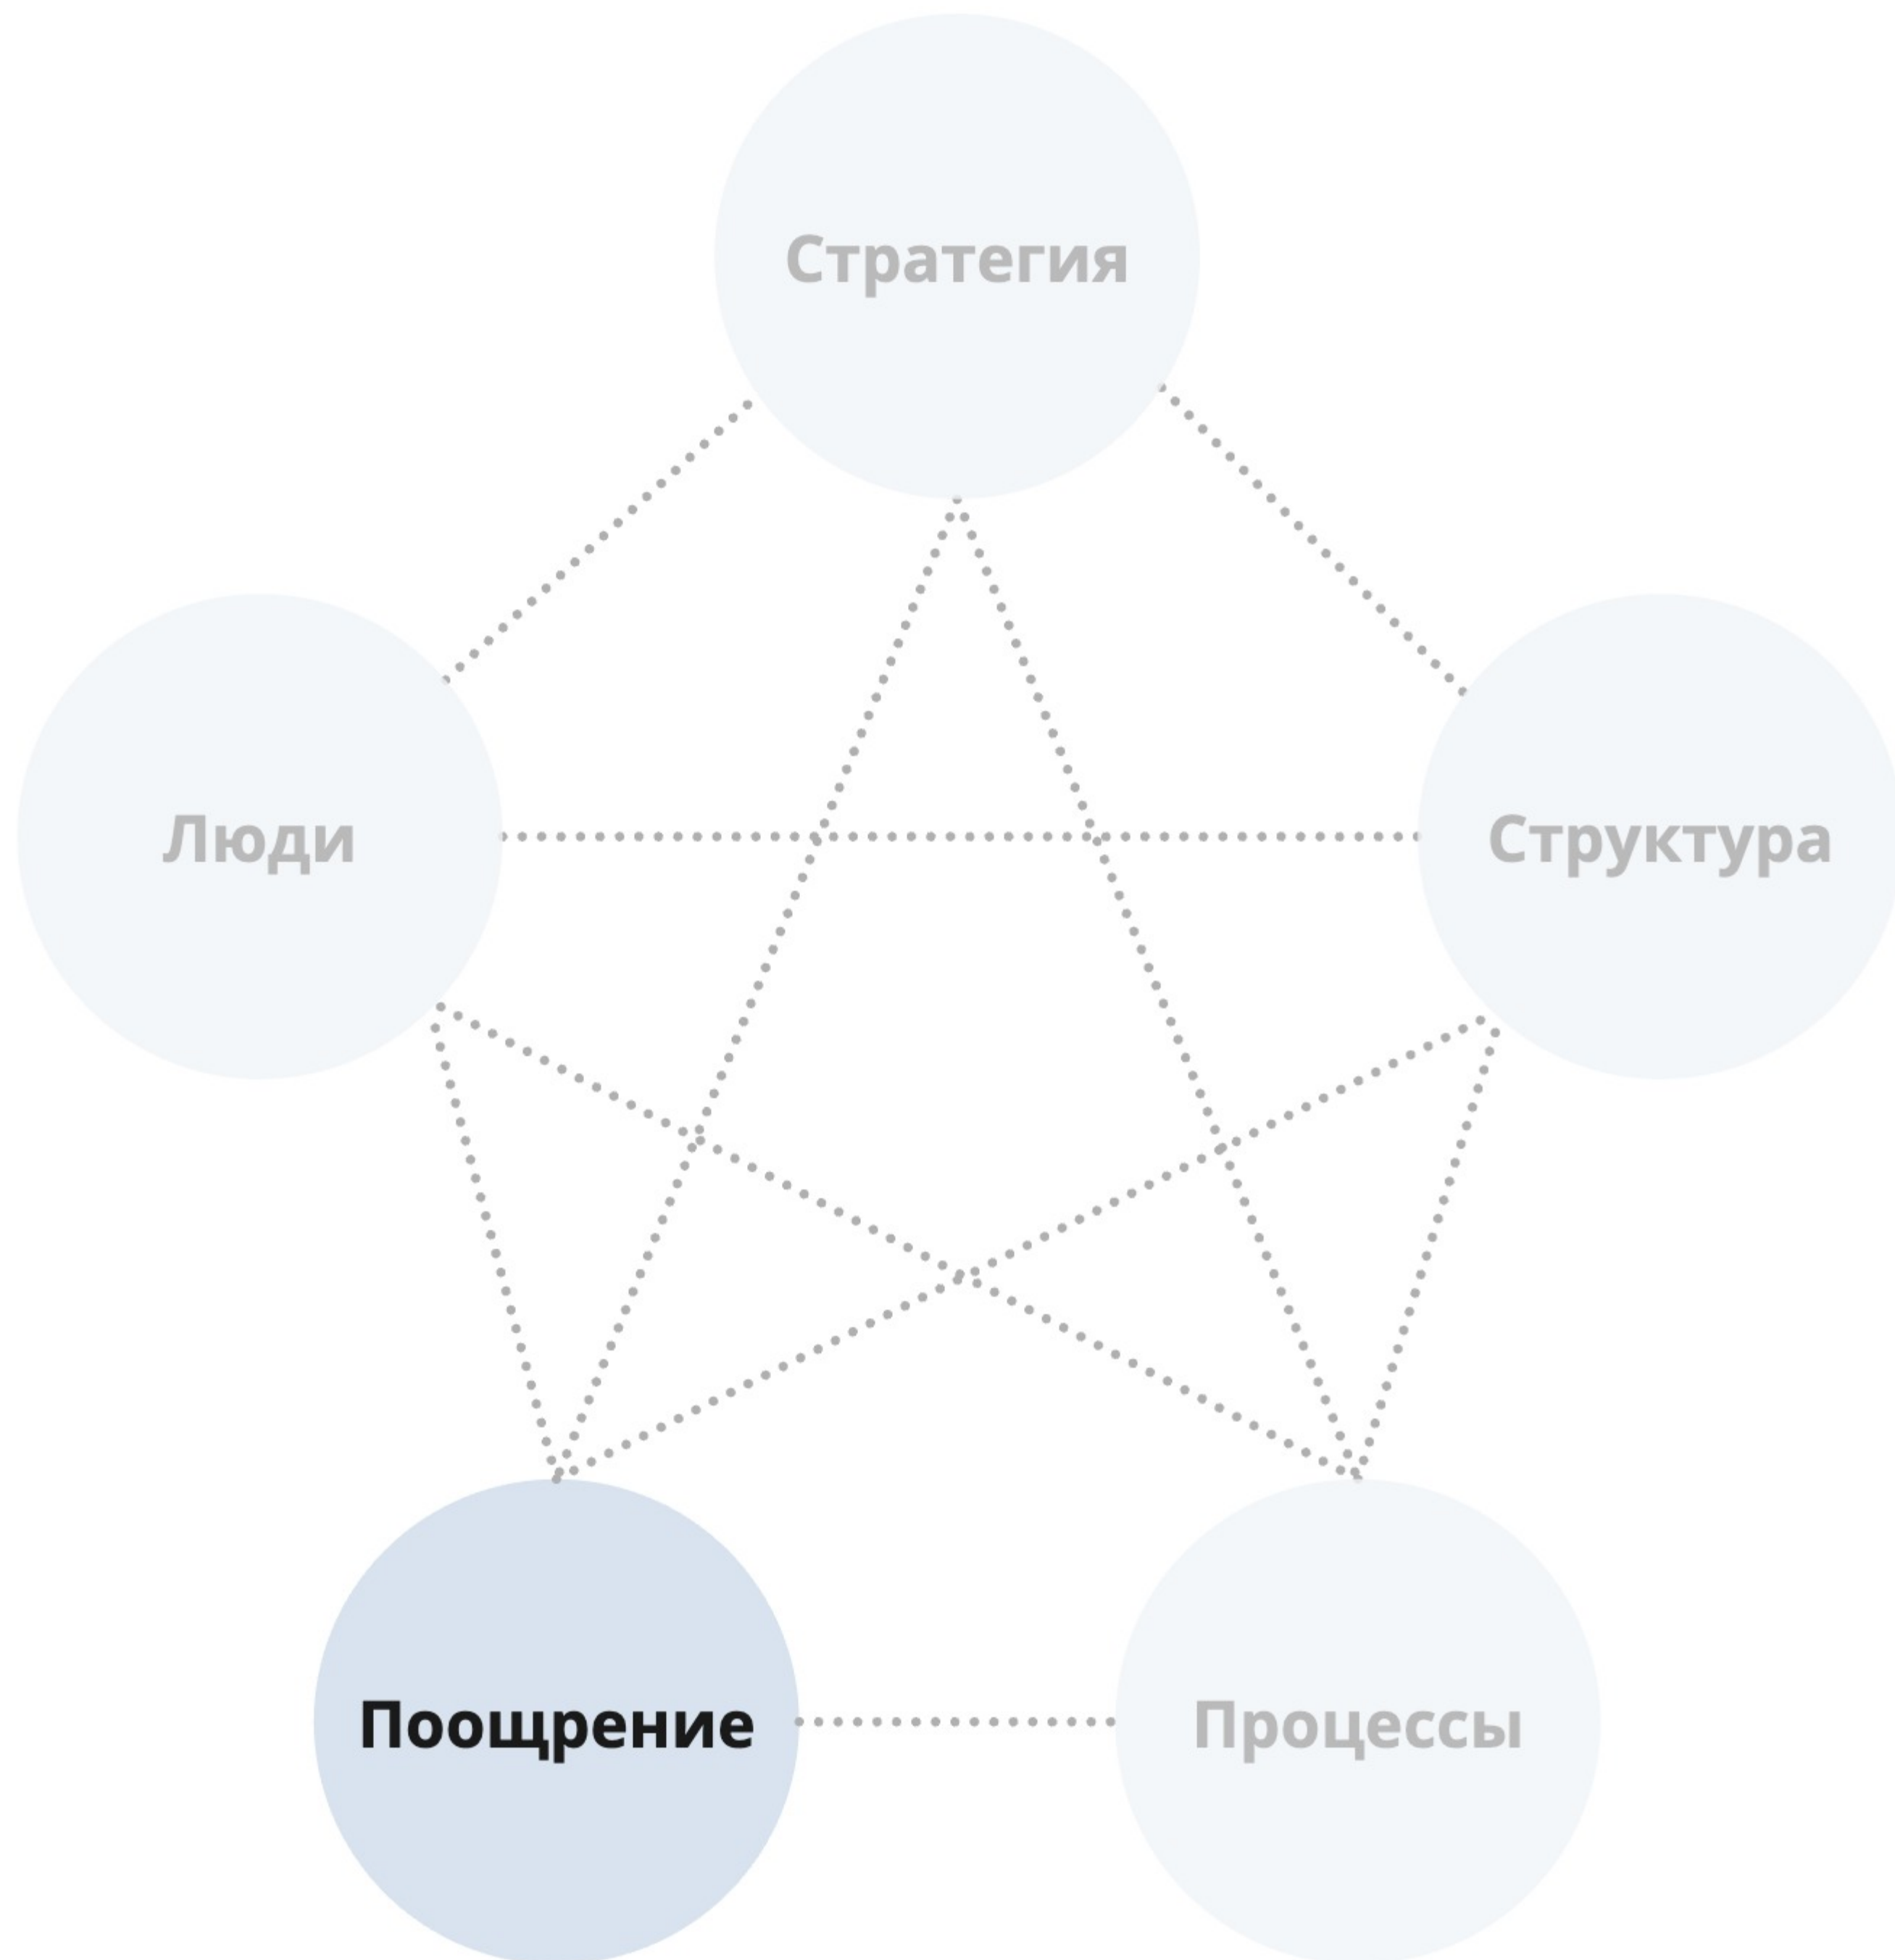 Стратегия
Люди
Структура
Поощрение
Процессы